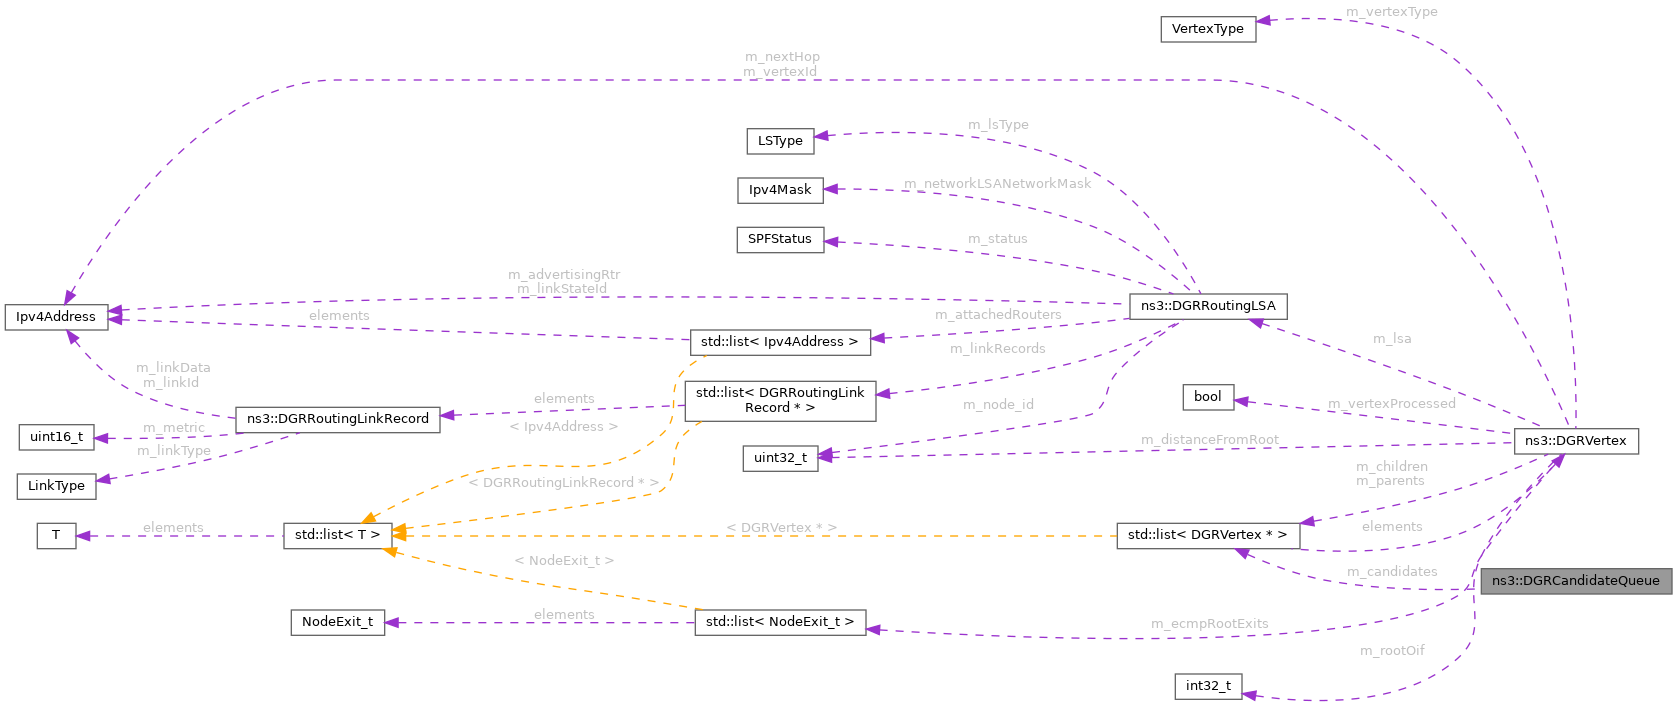 m_vertexType
VertexType
m_nextHop
m_vertexId
m_lsType
LSType
m_networkLSANetworkMask
Ipv4Mask
m_status
SPFStatus
m_advertisingRtr
m_linkStateId
ns3::DGRRoutingLSA
Ipv4Address
elements
m_attachedRouters
std::list< Ipv4Address >
m_lsa
m_linkRecords
m_linkData
m_linkId
std::list< DGRRoutingLink
Record * >
bool
elements
m_node_id
m_vertexProcessed
ns3::DGRRoutingLinkRecord
< Ipv4Address >
m_metric
uint16_t
m_distanceFromRoot
ns3::DGRVertex
m_linkType
uint32_t
m_children
m_parents
LinkType
< DGRRoutingLinkRecord * >
elements
< DGRVertex * >
elements
T
std::list< T >
std::list< DGRVertex * >
< NodeExit_t >
m_candidates
ns3::DGRCandidateQueue
elements
NodeExit_t
std::list< NodeExit_t >
m_ecmpRootExits
m_rootOif
int32_t